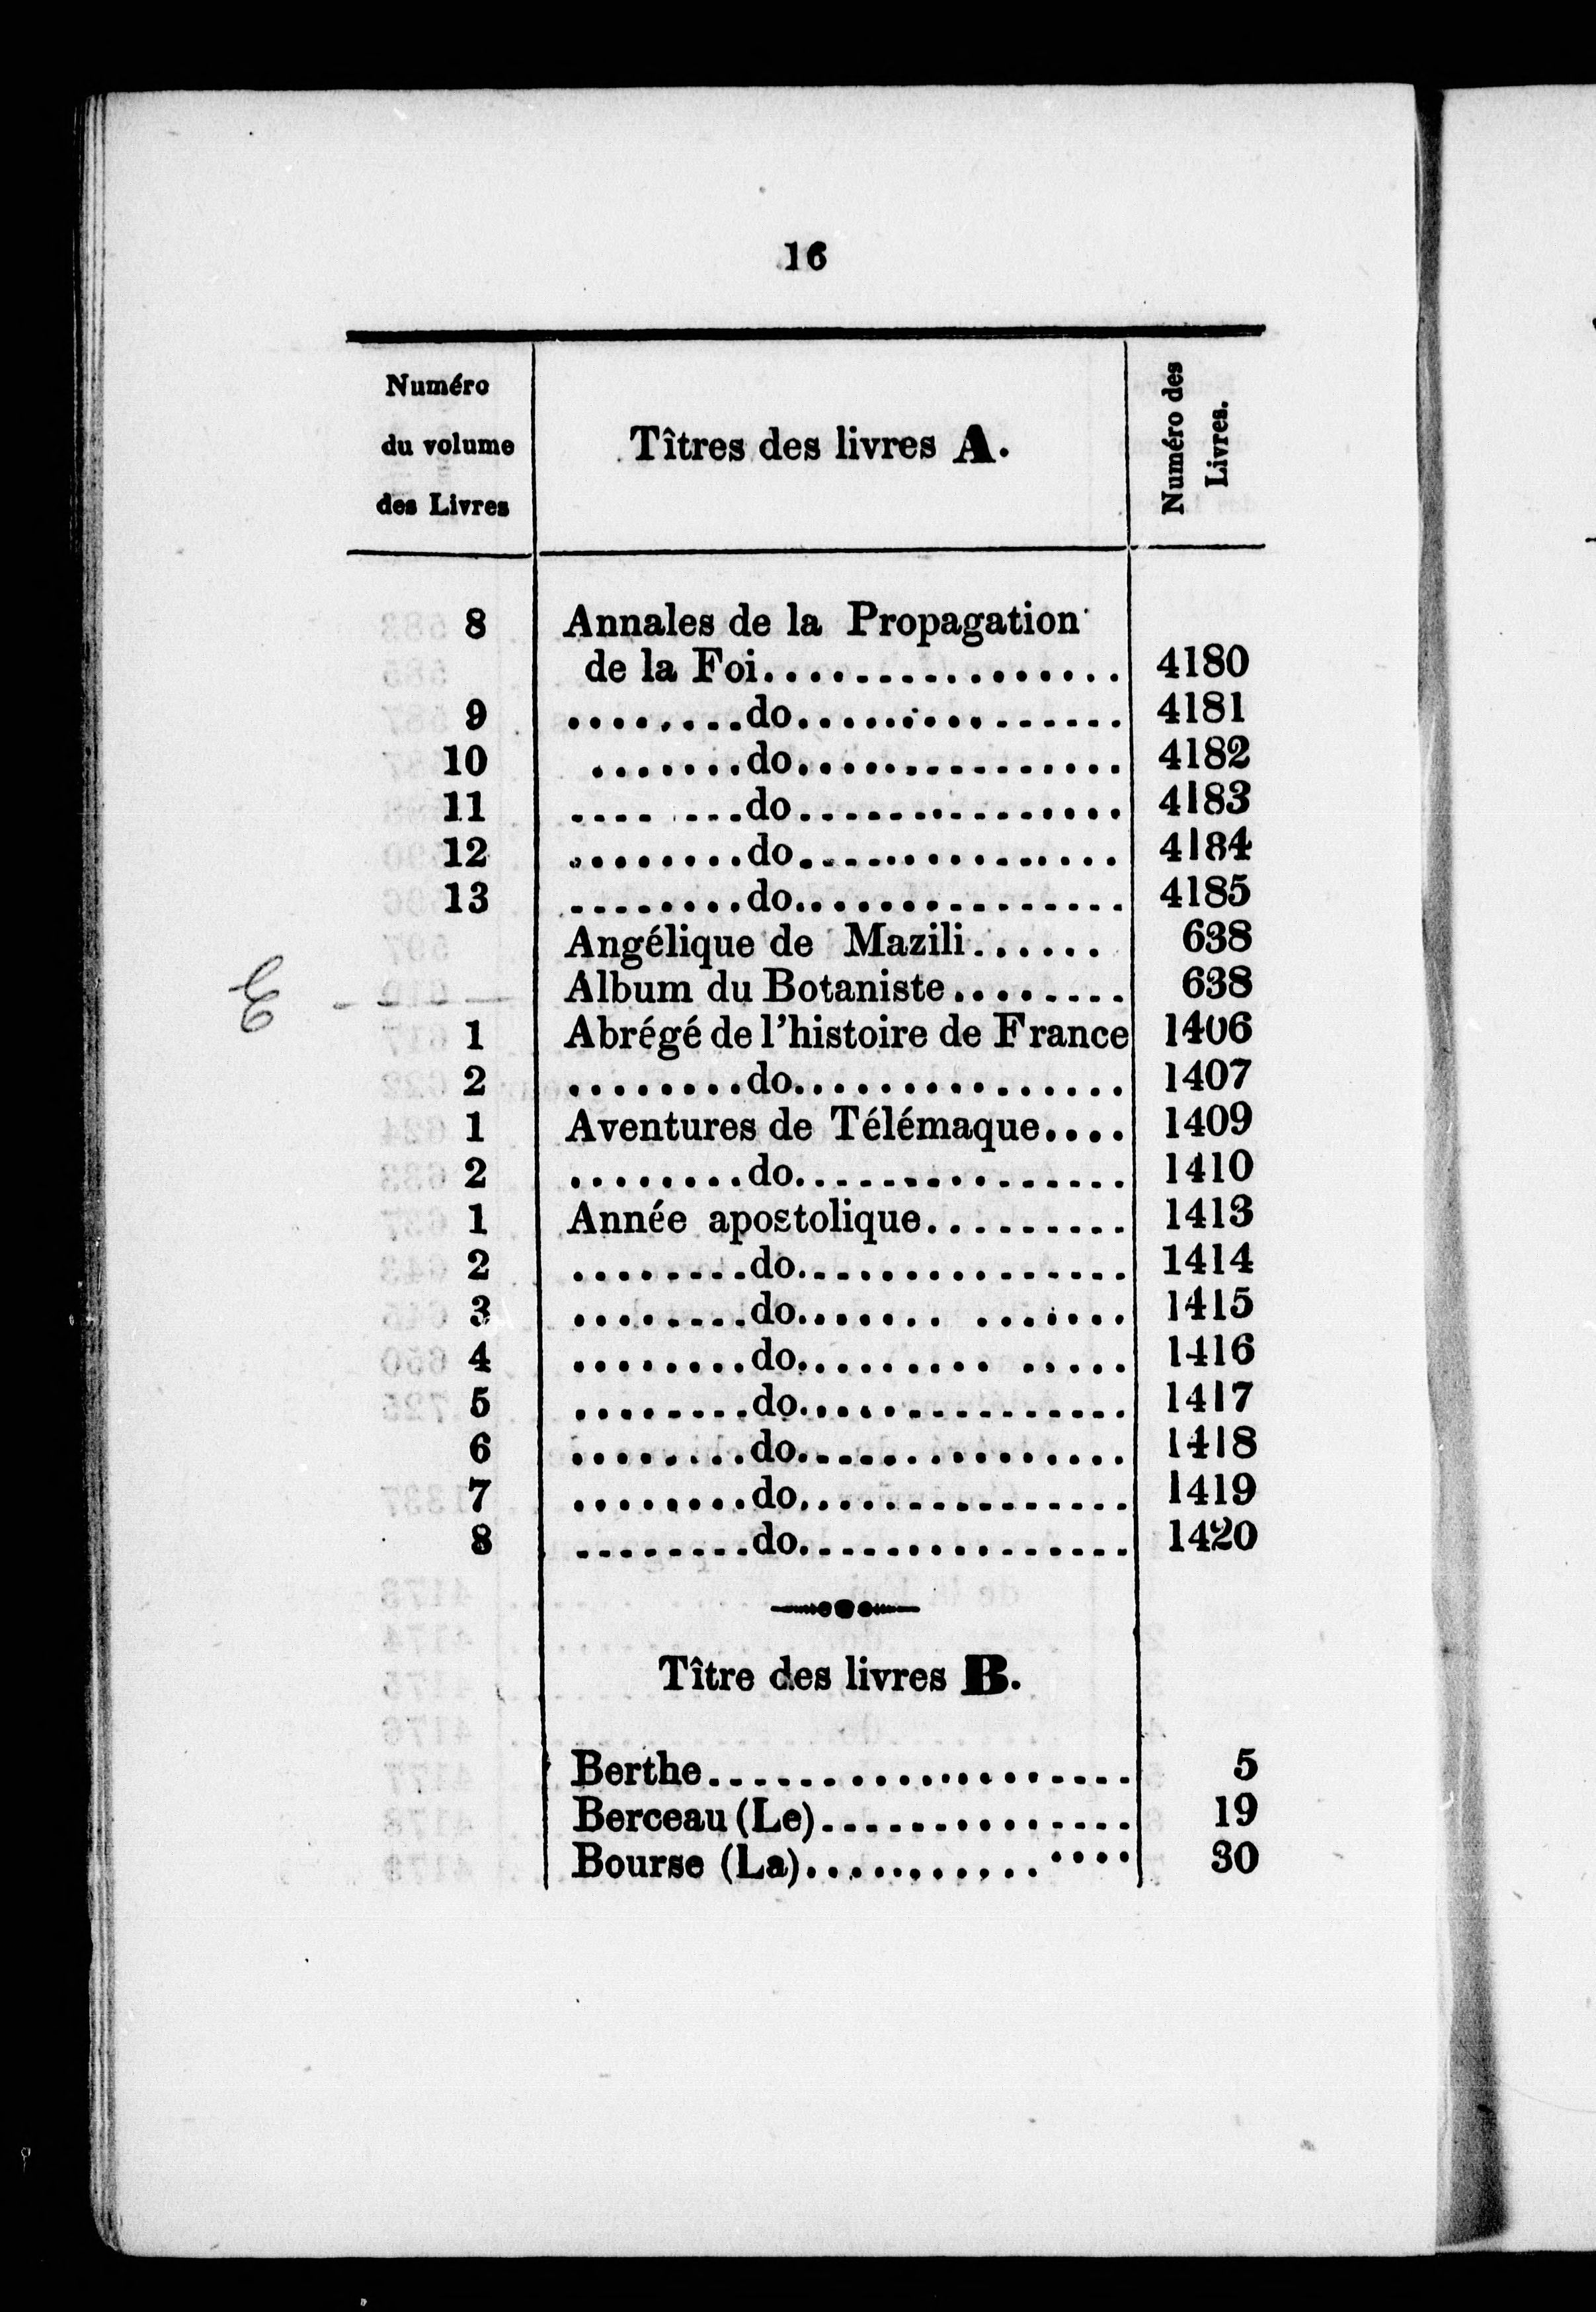 16
Numéro
du volume
des Livres
Tîtres des livres A.
Numéro des
Livres.
8 Annales de la Propagation
de la Foi................ 4180
9 ........do.............. 4181
10 .......do.............. 4182
11 .... ...do.............. 4183
12 ........do.............. 4184
13 ........do.............. 4185
Angélique de Mazili...... 638
E - - - — Album du Botaniste........ 638
1 Abrégé de l'histoire de France 1406
2 ........do............... 1407
1 Aventures de Télémaque.... 1409
2 ........do............... 1410
1 Année apostolique......... 1413
2 ........do............... 1414
3 ........do....... ....... 1415
4 ........do......... ..... 1416
5 ........do............... 1417
6 ........do............... 1418
7 ........do............... 1419
8 ........do............... 1420
Tître des livres B.
Berthe................... 5
Berceau (Le).............. 19
Bourse (La)............... 30